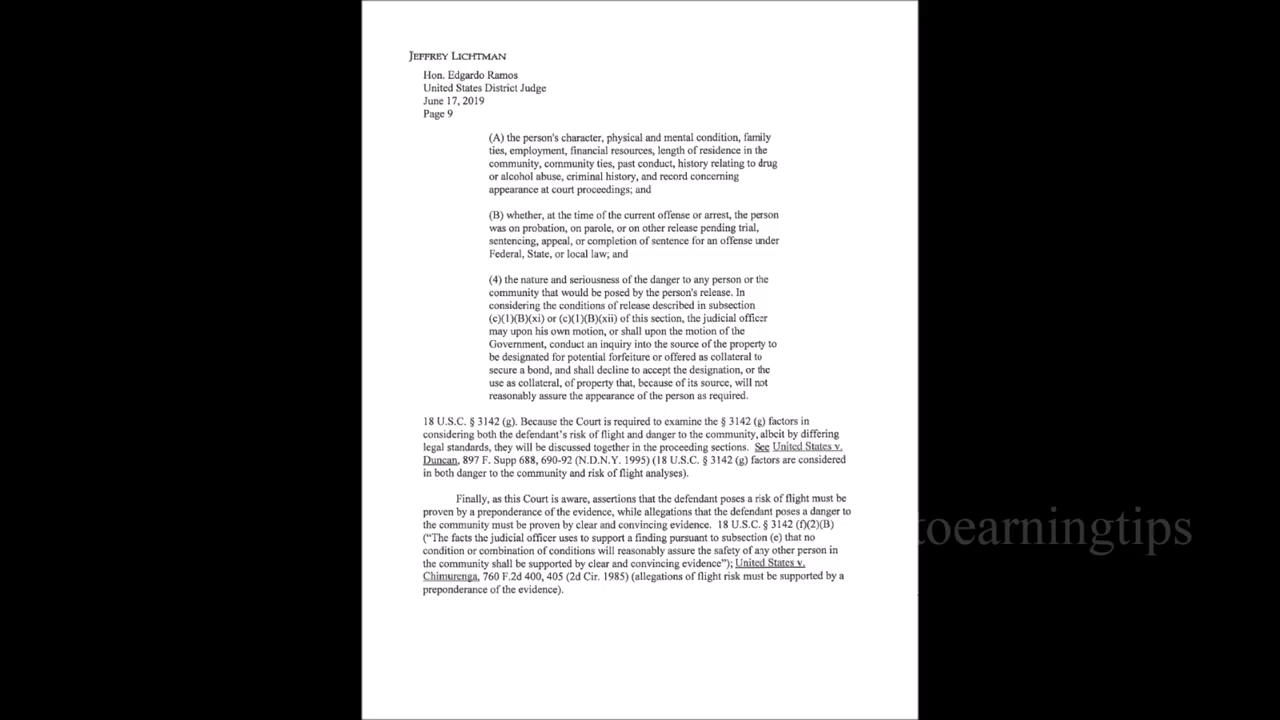 JEFFREY LICHTMAN
Hon. Edgardo Ramos
United States District Judge
June 17, 2019
Page 9
(A) the person's character, physical and mental condition, family
ties, employment, financial resources, length of residence in the
community, community ties, past conduct, history relating to drug
or alcohol abuse, criminal history, and record concerning
appearance at court proceedings; and
(B) whether, at the time of the current offense or arrest, the person
was on probation, on parole, or on other release pending trial,
sentencing, appeal, or completion of sentence for an offense under
Federal, State, or local law; and
(4) the nature and seriousness of the danger to any person or the
community that would be posed by the person's release. In
considering the conditions of release described in subsection
(c)(1)(B)(xi) or (c)(1)(B)(xii) of this section, the judicial officer
may upon his own motion, or shall upon the motion of the
Government, conduct an inquiry into the source of the property to
be designated for potential forfeiture or offered as collateral to
secure a bond, and shall decline to accept the designation, or the
use as collateral, of property that, because of its source, will not
reasonably assure the appearance of the person as required.
18 U.S.C. § 3142 (g). Because the Court is required to examine the § 3142 (g) factors in
considering both the defendant's risk of flight and danger to the community, albeit by differing
legal standards, they will be discussed together in the proceeding sections. See United States v.
Duncan, 897 F. Supp 688, 690-92 (N.D.N.Y. 1995) (18 U.S.C. § 3142 (g) factors are considered
in both danger to the community and risk of flight analyses).
Finally, as this Court is aware, assertions that the defendant poses a risk of flight must be
proven by a preponderance of the evidence, while allegations that the defendant poses a danger to
the community must be proven by clear and convincing evidence. 18 U.S.C. § 3142 (f)(2)(B)
("The facts the judicial officer uses to support a finding pursuant to subsection (e) that no
condition or combination of conditions will reasonably assure the safety of any other person in
the community shall be supported by clear and convincing evidence"); United States v.
Chimurenga, 760 F.2d 400, 405 (2d Cir. 1985) (allegations of flight risk must be supported by a
preponderance of the evidence).
toearningtips